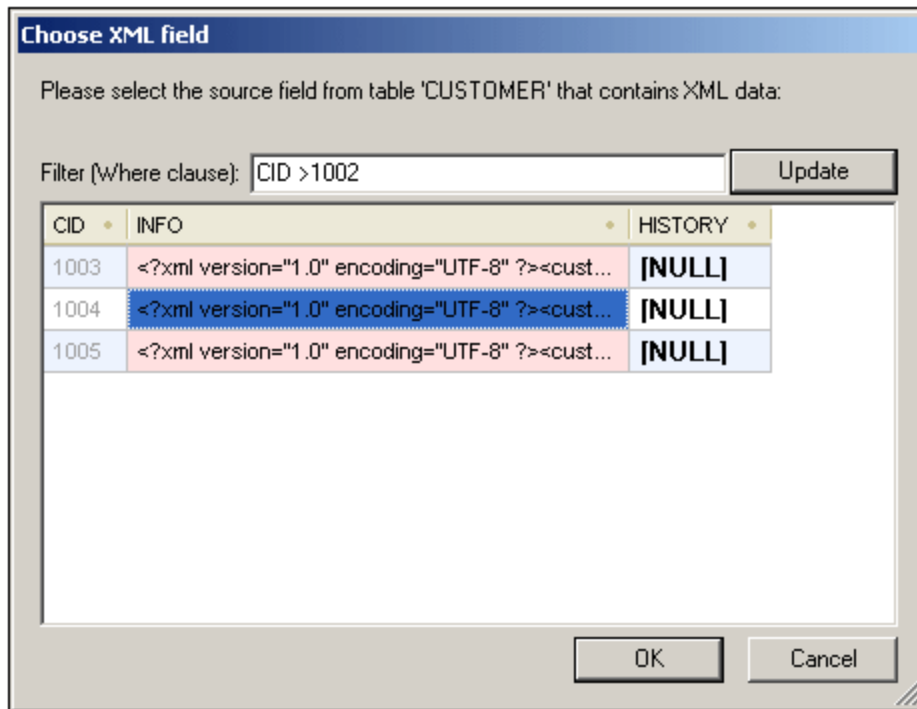 Choose XML field
Please select the source field from table 'CUSTOMER' that contains XML data:
Filter (Where clause): CID >1002 Update
CID INFO HISTORY
1003 <?xml version="1.0" encoding="UTF-8" ?><cust... [NULL]
1004 <?xml version="1.0" encoding="UTF-8" ?><cust... [NULL]
1005 <?xml version="1.0" encoding="UTF-8" ?><cust... [NULL]
OK Cancel